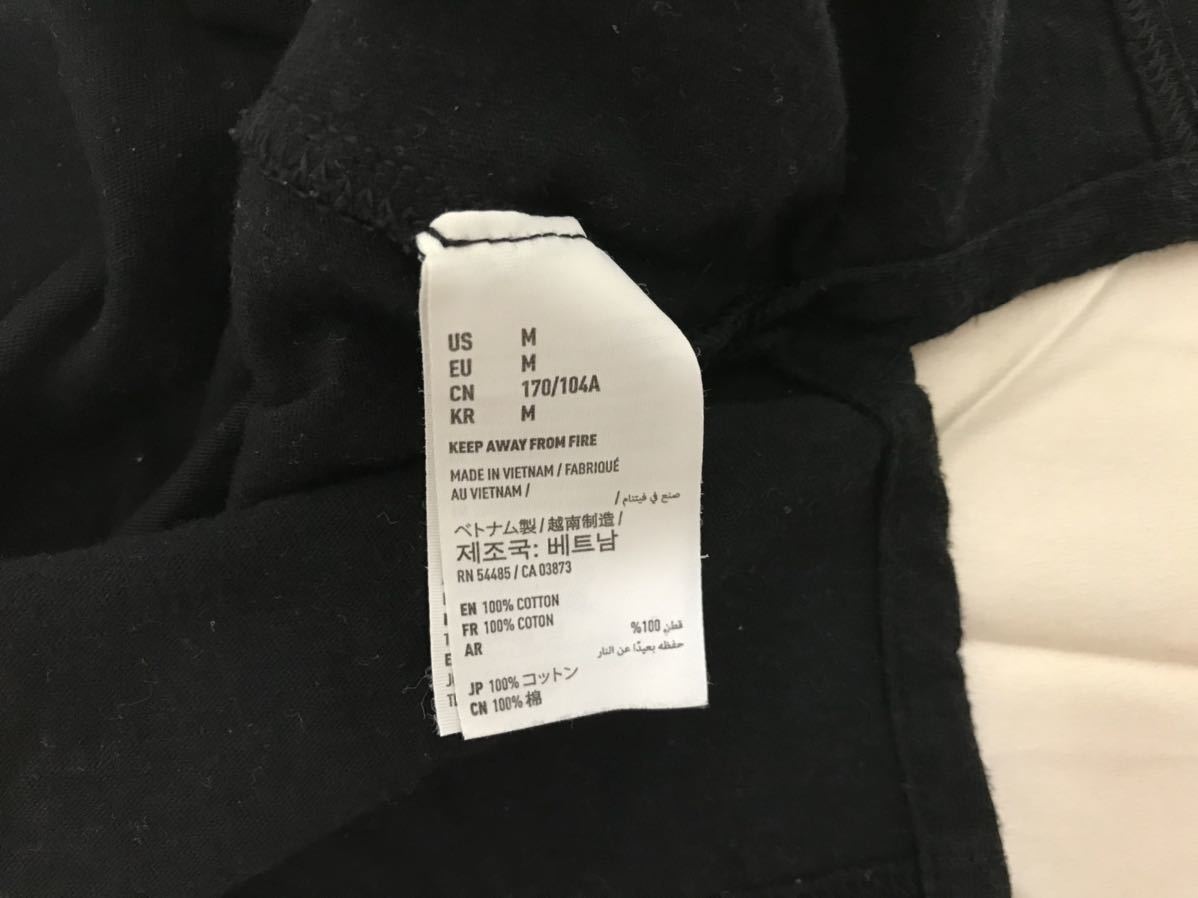 US M
EU M
CN 170/104A
KR M
KEEP AWAY FROM FIRE
MADE IN VIETNAM / FABRIQUÉ
AU VIETNAM /
صنع في فيتنام /
ベトナム製 / 越南制造 /
제조국: 베트남
RN 54485 / CA 03873
EN 100% COTTON
FR 100% COTON
AR قطن 100%
حفظه بعيدًا عن النار
JP 100% コットン
CN 100% 棉